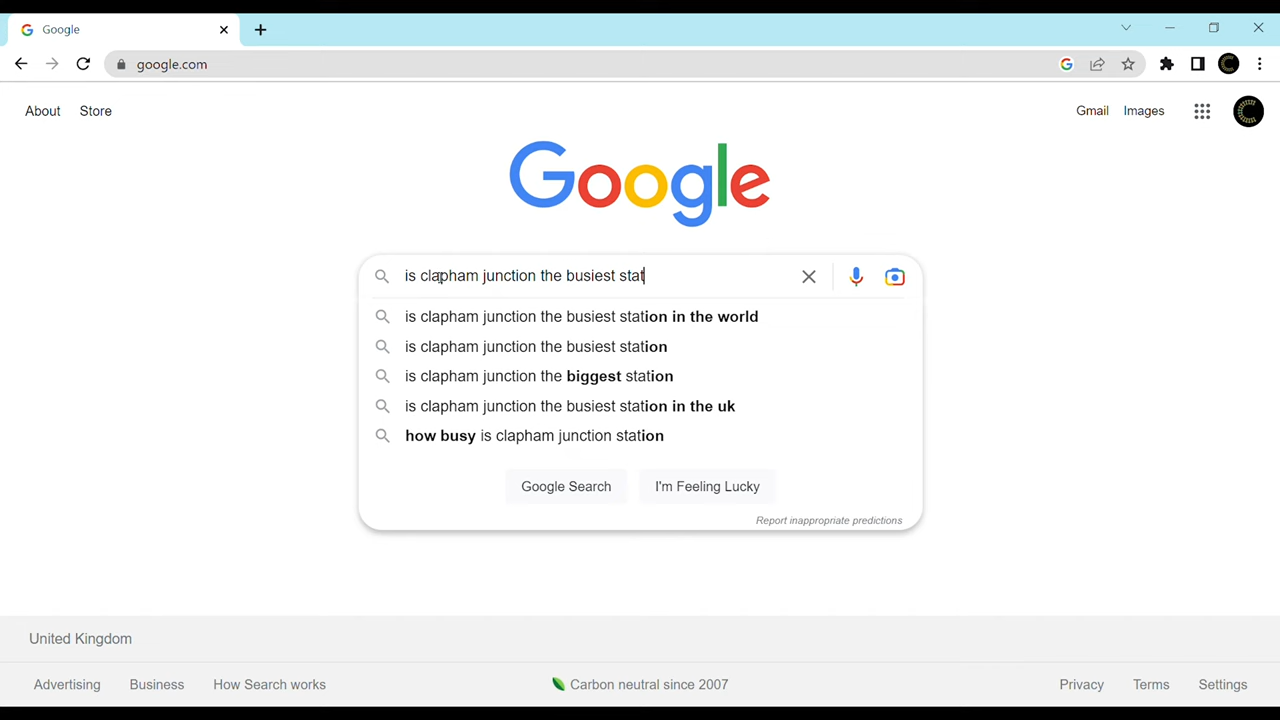 Google
google.com
About Store
Gmail Images
Google
is clapham junction the busiest stat
is clapham junction the busiest station in the world
is clapham junction the busiest station
is clapham junction the biggest station
is clapham junction the busiest station in the uk
how busy is clapham junction station
Google Search I'm Feeling Lucky
Report inappropriate predictions
United Kingdom
Advertising Business How Search works Carbon neutral since 2007 Privacy Terms Settings